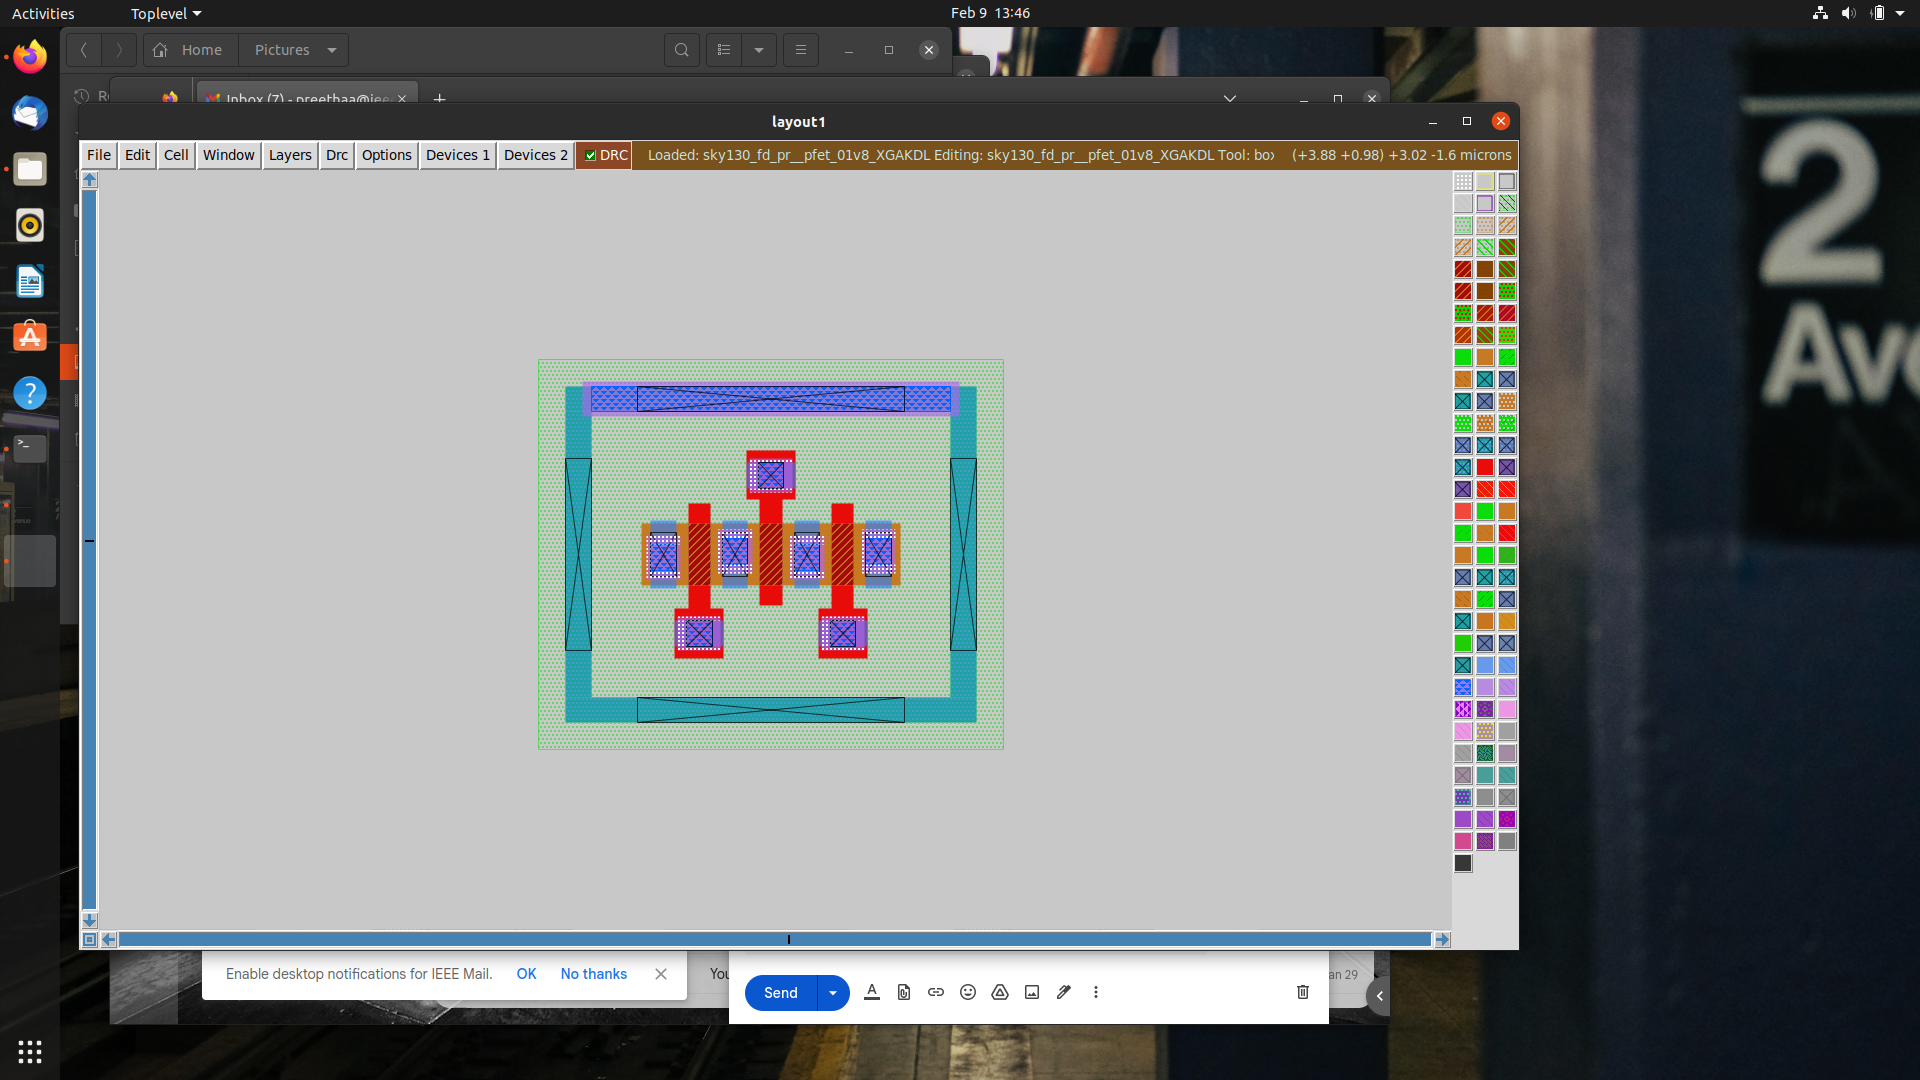 Activities
Toplevel
Feb 9 13:46
Home
Pictures
Inbox (7) - preethaa@iee
layout1
File
Edit
Cell
Window
Layers
Drc
Options
Devices 1
Devices 2
DRC
Loaded: sky130_fd_pr__pfet_01v8_XGAKDL Editing: sky130_fd_pr__pfet_01v8_XGAKDL Tool: box
(+3.88 +0.98) +3.02 -1.6 microns
2
Ave
Enable desktop notifications for IEEE Mail.
OK
No thanks
You
an 29
Send